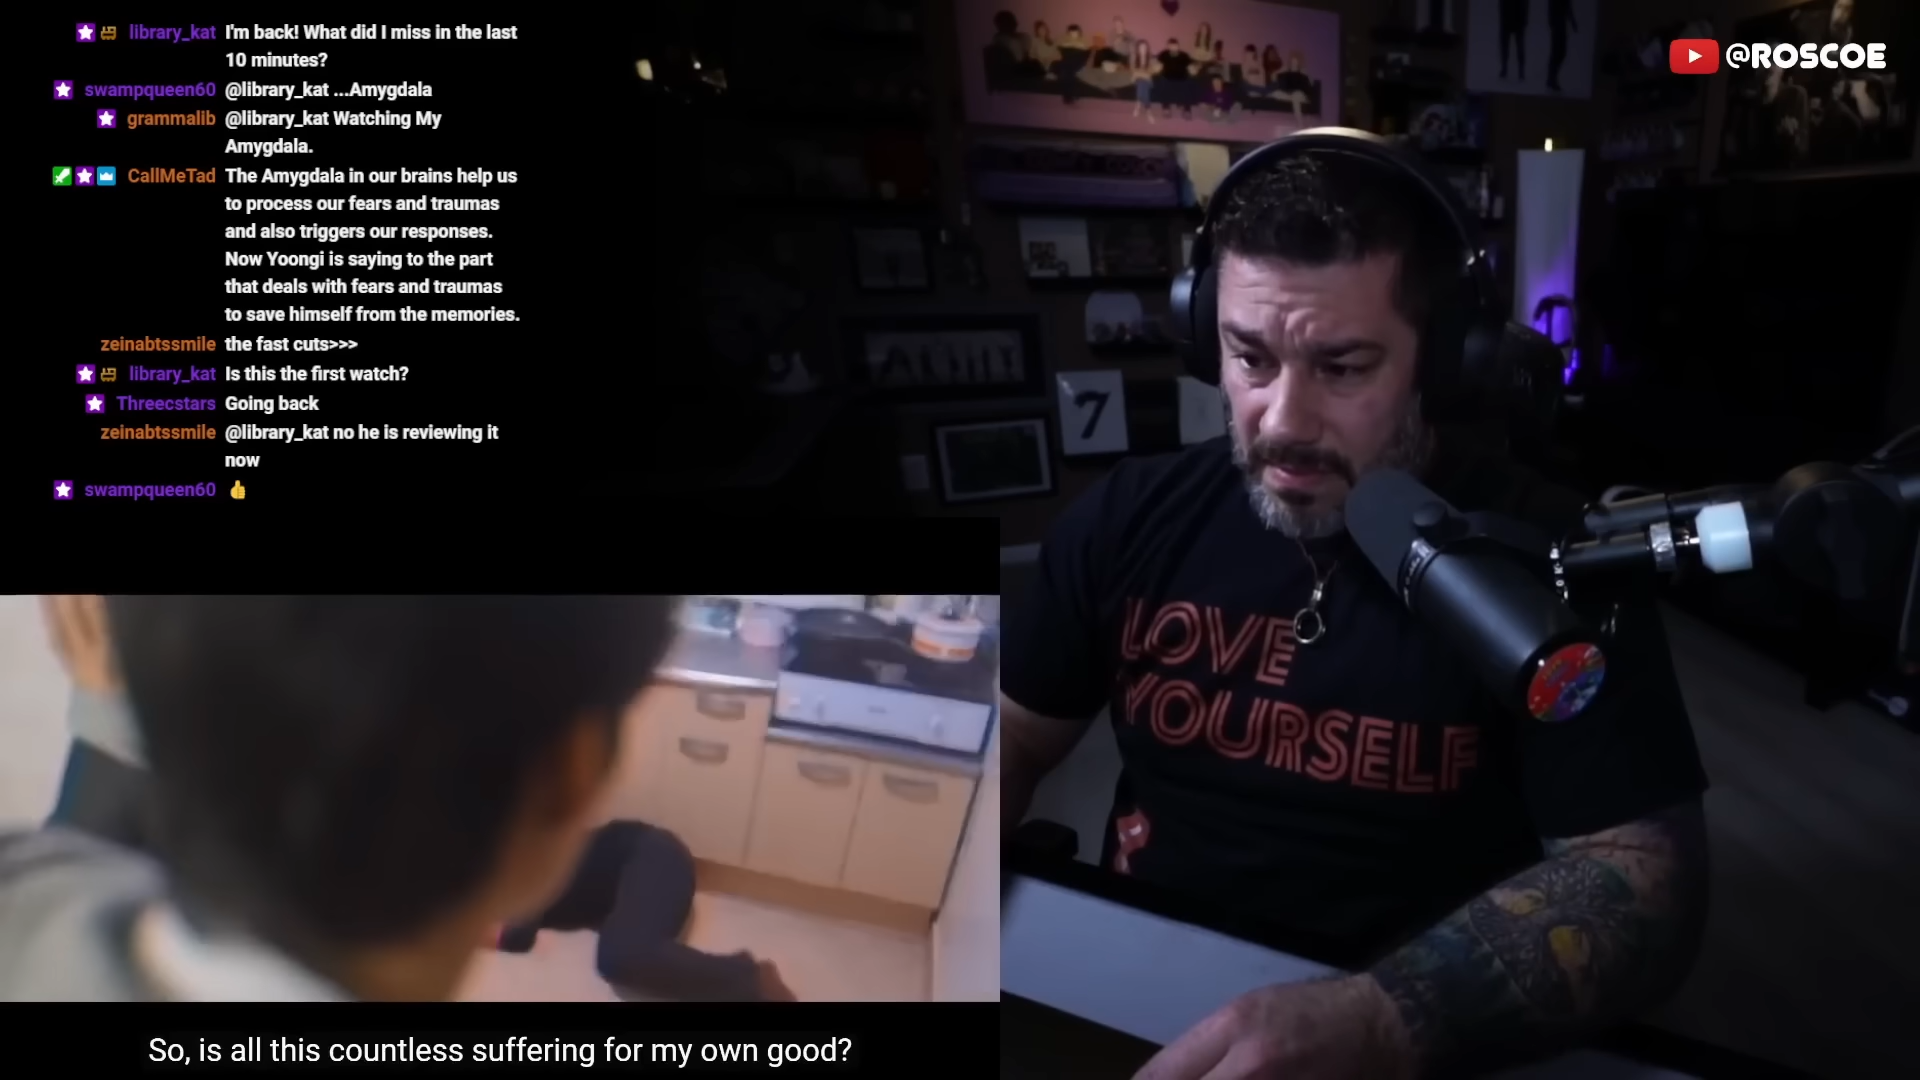 library_kat I'm back! What did I miss in the last
10 minutes?
swampqueen60 @library_kat ...Amygdala
grammalib @library_kat Watching My
Amygdala.
CallMeTad The Amygdala in our brains help us
to process our fears and traumas
and also triggers our responses.
Now Yoongi is saying to the part
that deals with fears and traumas
to save himself from the memories.
zeinabtssmile the fast cuts>>>
library_kat Is this the first watch?
Threecstars Going back
zeinabtssmile @library_kat no he is reviewing it
now
swampqueen60 👍
@ROSCOE
7
LOVE
YOURSELF
So, is all this countless suffering for my own good?